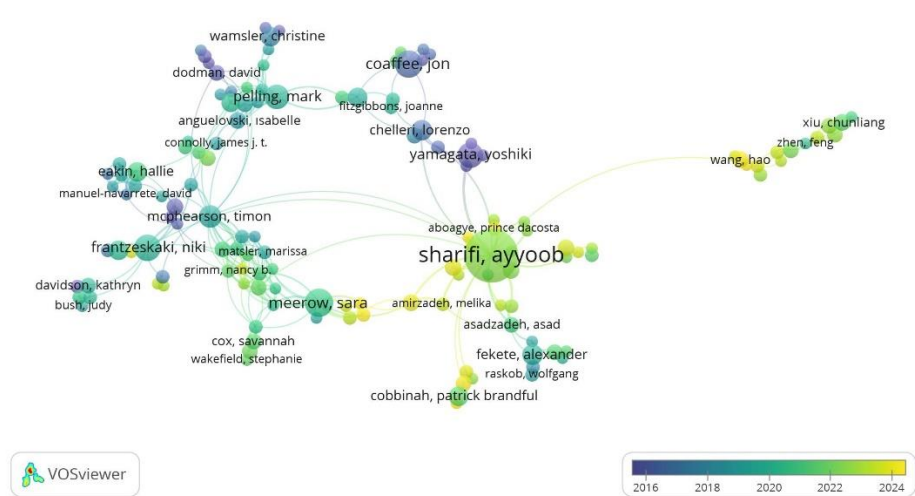 wamsler, christine
coaffee, jon
dodman, david
pelling, mark
fitzgibbons, joanne
anguelovski, isabelle
chelleri, lorenzo
xiu, chunliang
connolly, james j. t.
zhen, feng
yamagata, yoshiki
wang, hao
eakin, hallie
manuel-navarrete, david
mcphearson, timon
aboagye, prince dacosta
frantzeskaki, niki
matsler, marissa
sharifi, ayyoob
grimm, nancy b.
davidson, kathryn
bush, judy
meerow, sara
amirzadeh, melika
asadzadeh, asad
cox, savannah
wakefield, stephanie
fekete, alexander
raskob, wolfgang
cobbinah, patrick brandful
VOSviewer
2016 2018 2020 2022 2024